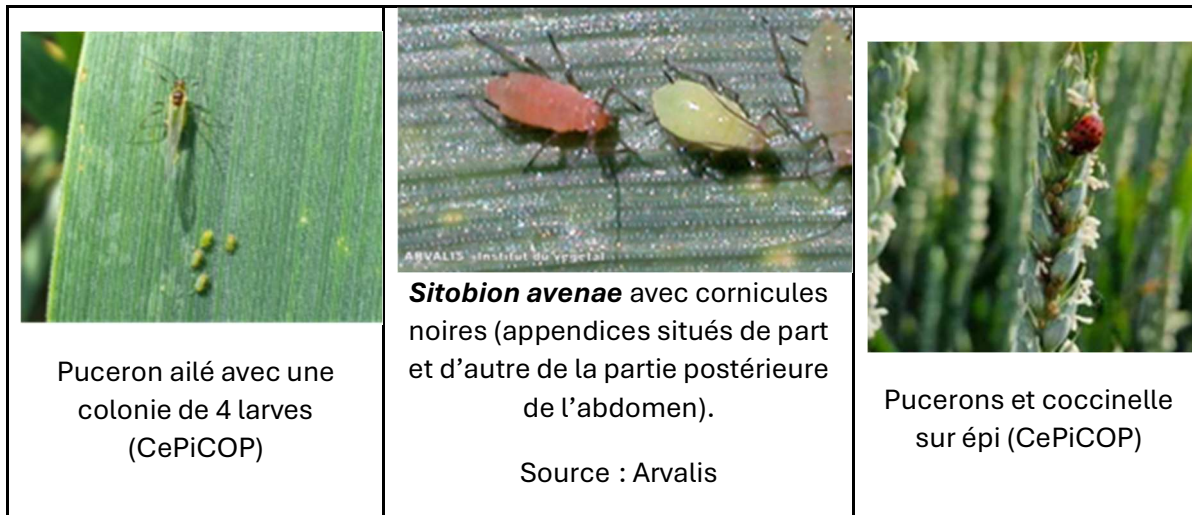 Puceron ailé avec une
colonie de 4 larves
(CePiCOP)
ARVALIS - Institut du végétal
Sitobion avenae avec cornicules
noires (appendices situés de part
et d’autre de la partie postérieure
de l’abdomen).
Source : Arvalis
Pucerons et coccinelle
sur épi (CePiCOP)